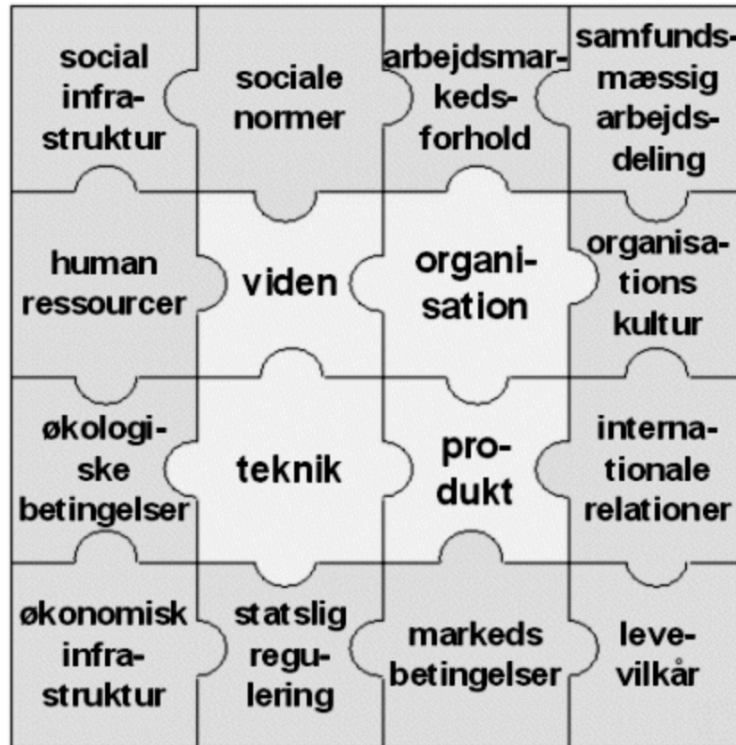 social
infra-
struktur
sociale
normer
arbejdsmar-
keds-
forhold
samfunds-
mæssig
arbejds-
deling
human
ressourcer
viden
organi-
sation
organisa-
tions
kultur
økologi-
ske
betingelser
teknik
pro-
dukt
interna-
tionale
relationer
økonomisk
infra-
struktur
statslig
regu-
lering
markeds
betingelser
leve-
vilkår